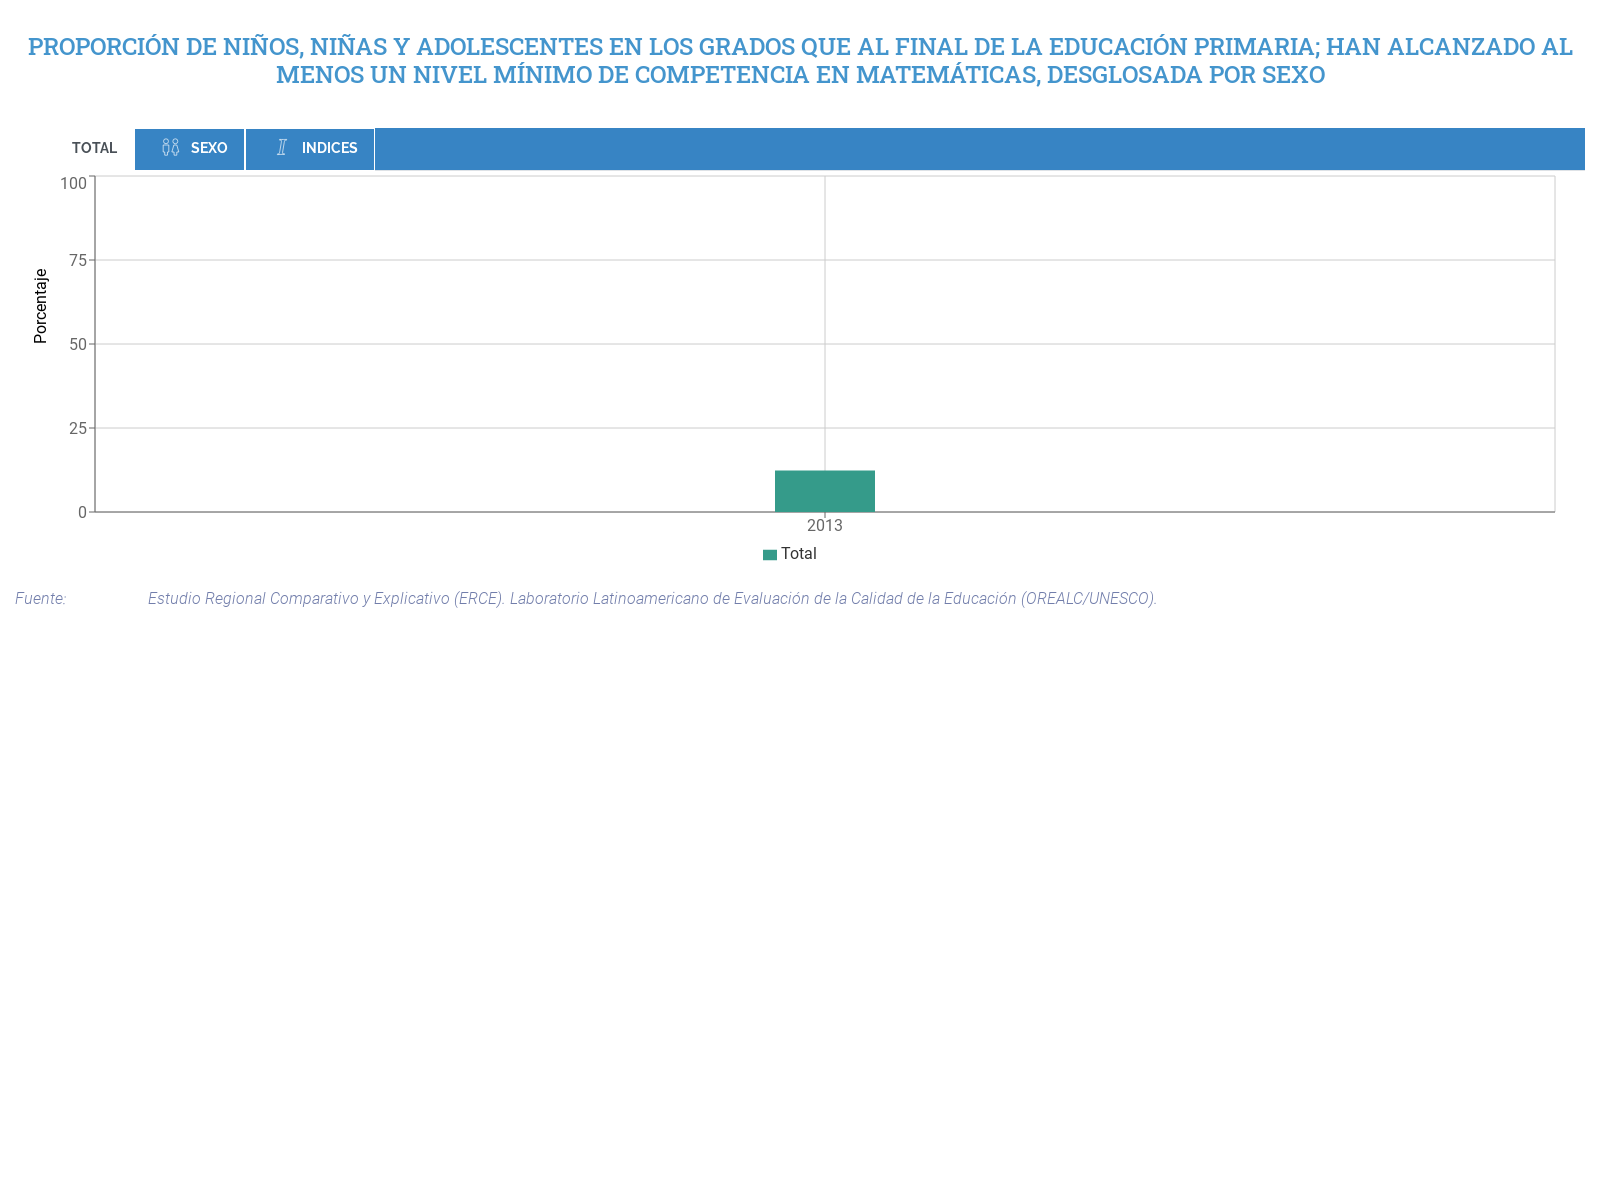 PROPORCIÓN DE NIÑOS, NIÑAS Y ADOLESCENTES EN LOS GRADOS QUE AL FINAL DE LA EDUCACIÓN PRIMARIA; HAN ALCANZADO AL
MENOS UN NIVEL MÍNIMO DE COMPETENCIA EN MATEMÁTICAS, DESGLOSADA POR SEXO
TOTAL SEXO INDICES
100
75
Porcentaje
50
25
0
2013
Total
Fuente: Estudio Regional Comparativo y Explicativo (ERCE). Laboratorio Latinoamericano de Evaluación de la Calidad de la Educación (OREALC/UNESCO).